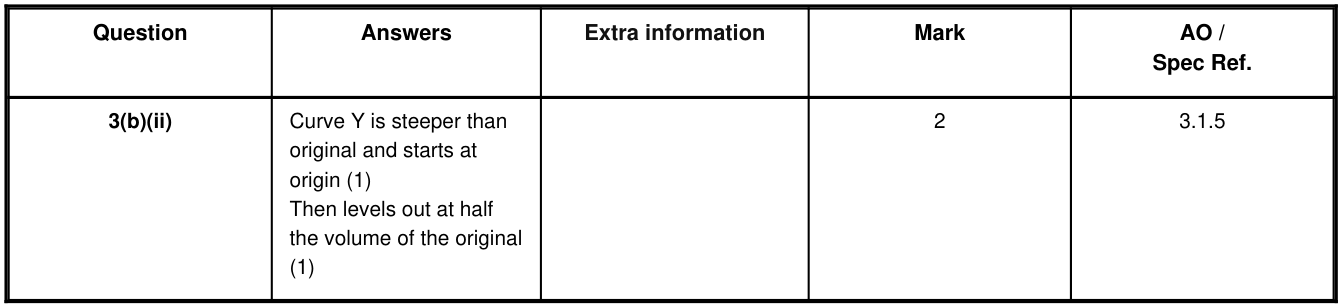 Question Answers Extra information Mark AO /
Spec Ref.
3(b)(ii) Curve Y is steeper than 2 3.1.5
original and starts at
origin (1)
Then levels out at half
the volume of the original
(1)